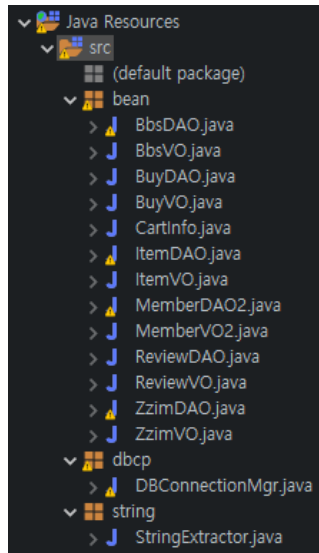 Java Resources
src
(default package)
bean
BbsDAO.java
BbsVO.java
BuyDAO.java
BuyVO.java
CartInfo.java
ItemDAO.java
ItemVO.java
MemberDAO2.java
MemberVO2.java
ReviewDAO.java
ReviewVO.java
ZzimDAO.java
ZzimVO.java
dbcp
DBConnectionMgr.java
string
StringExtractor.java